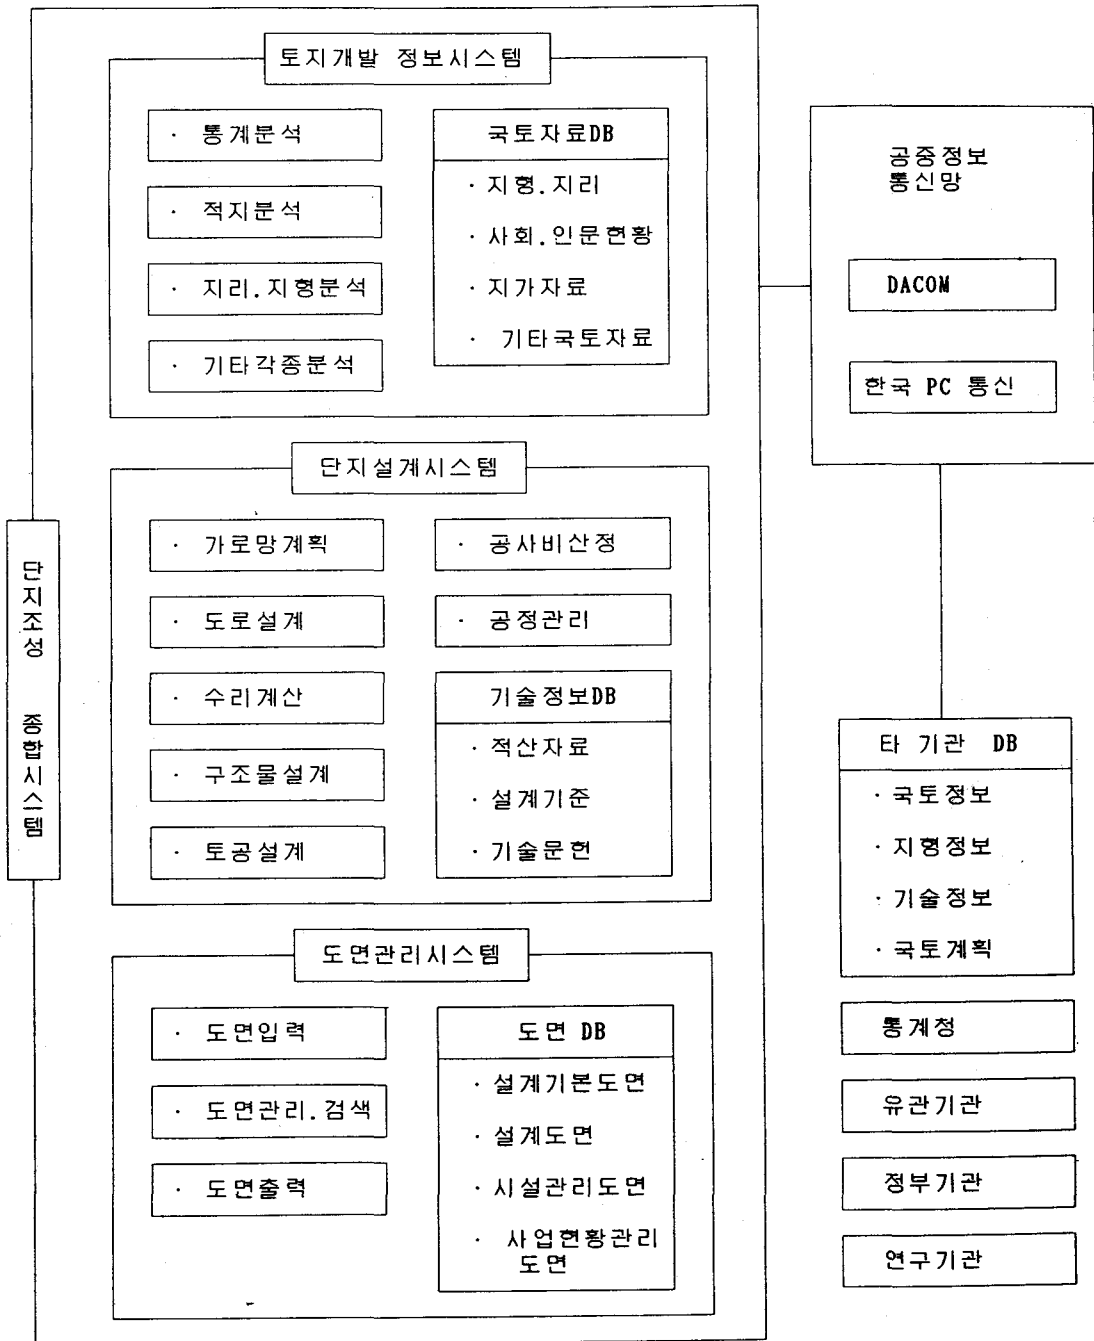 단지조성 종합시스템
토지개발 정보시스템
· 통계분석
· 적지분석
· 지리.지형분석
· 기타각종분석
국토자료DB
· 지형.지리
· 사회.인문현황
· 지가자료
· 기타국토자료
단지설계시스템
· 가로망계획
· 도로설계
· 수리계산
· 구조물설계
· 토공설계
· 공사비산정
· 공정관리
기술정보DB
· 적산자료
· 설계기준
· 기술문헌
도면관리시스템
· 도면입력
· 도면관리.검색
· 도면출력
도면 DB
· 설계기본도면
· 설계도면
· 시설관리도면
· 사업현황관리
도면
공중정보
통신망
DACOM
한국 PC 통신
타 기관 DB
· 국토정보
· 지형정보
· 기술정보
· 국토계획
통계청
유관기관
정부기관
연구기관